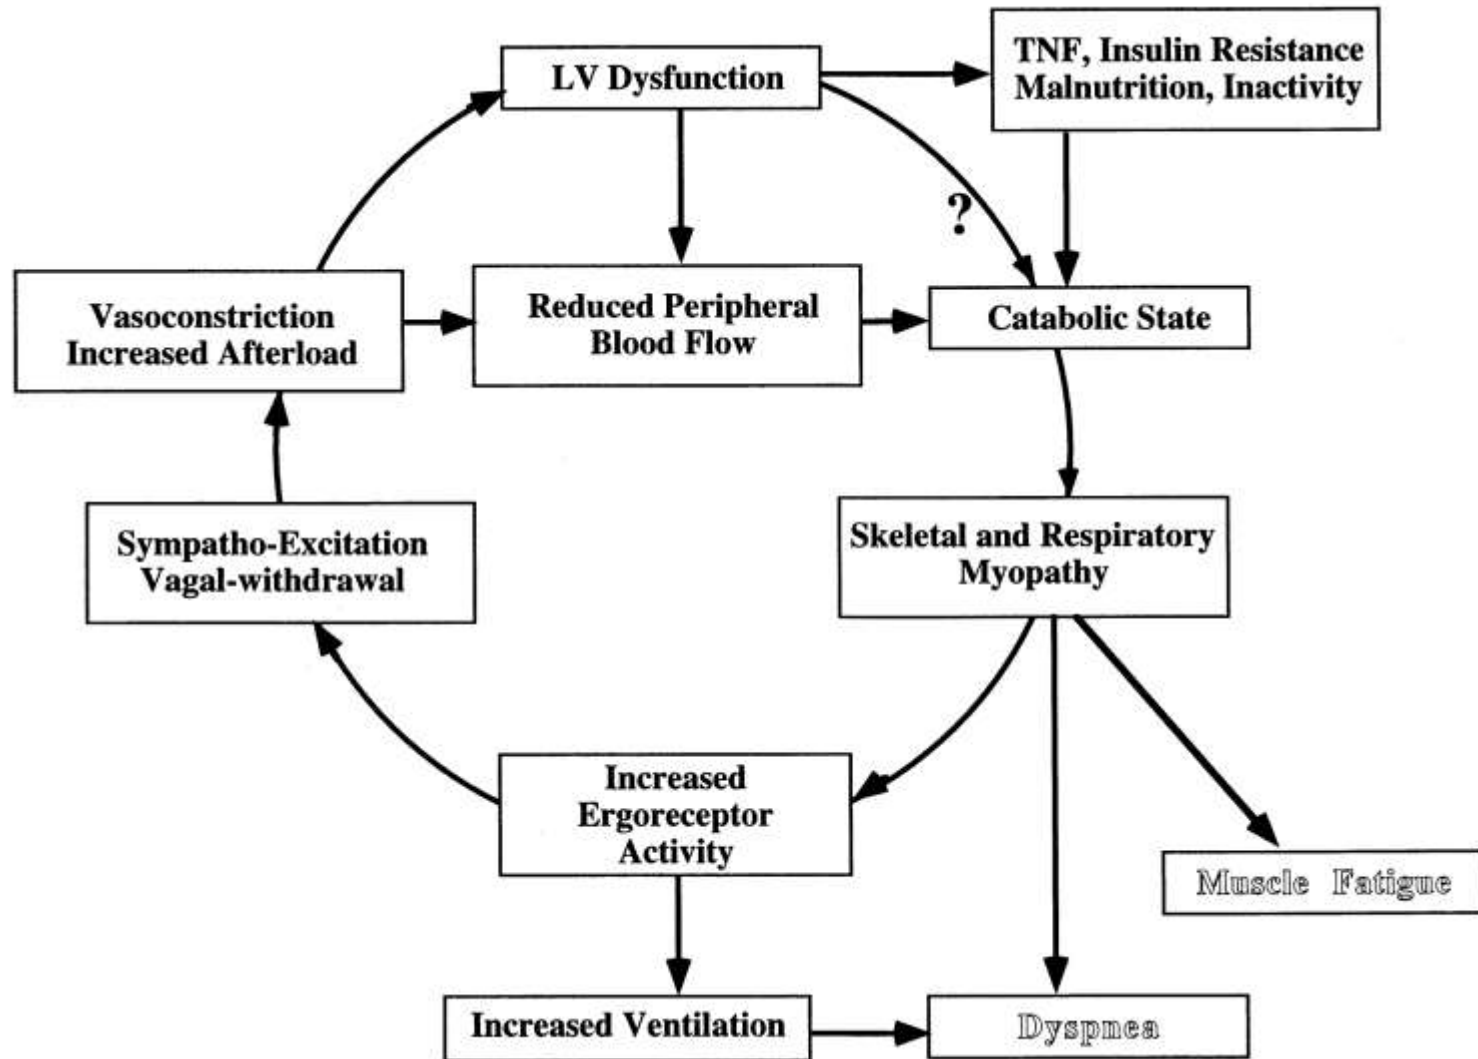 LV Dysfunction
TNF, Insulin Resistance
Malnutrition, Inactivity
?
Vasoconstriction
Increased Afterload
Reduced Peripheral
Blood Flow
Catabolic State
Sympatho-Excitation
Vagal-withdrawal
Skeletal and Respiratory
Myopathy
Increased
Ergoreceptor
Activity
Muscle Fatigue
Increased Ventilation
Dyspnea